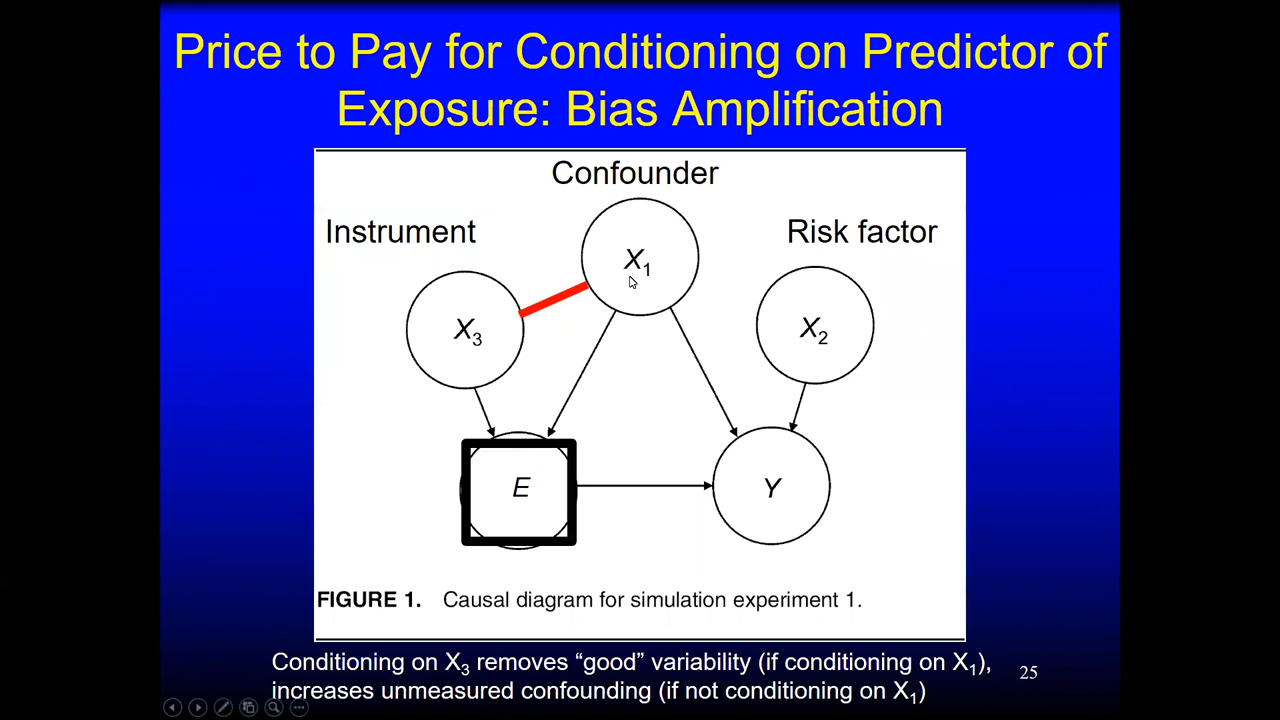 Price to Pay for Conditioning on Predictor of
Exposure: Bias Amplification
Confounder
Instrument
Risk factor
X1
X3
X2
E
Y
FIGURE 1. Causal diagram for simulation experiment 1.
Conditioning on X3 removes “good” variability (if conditioning on X1),
increases unmeasured confounding (if not conditioning on X1)
25